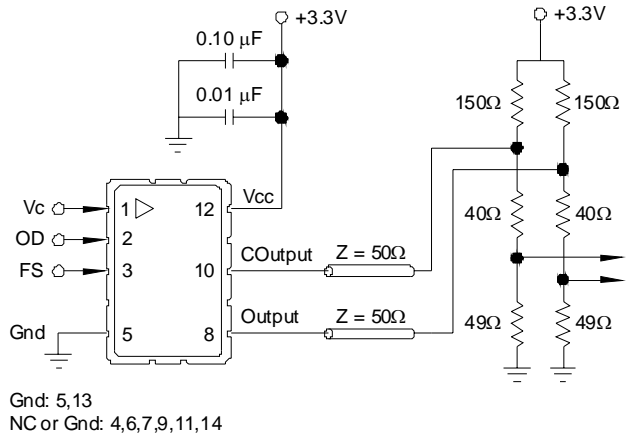 +3.3V
+3.3V
0.10 µF
0.01 µF
150Ω
150Ω
Vcc
Vc
1
12
OD
2
40Ω
40Ω
FS
3
10
COutput
Z = 50Ω
Gnd
5
8
Output
Z = 50Ω
49Ω
49Ω
Gnd: 5,13
NC or Gnd: 4,6,7,9,11,14